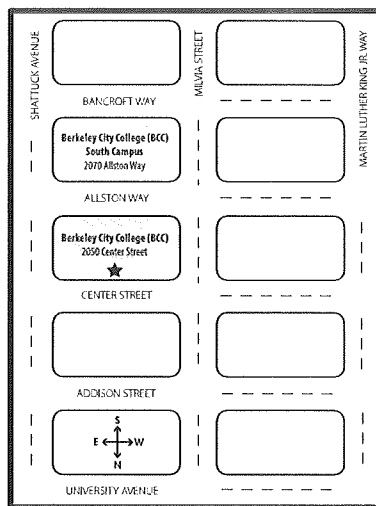 SHATTUCK AVENUE
MILVIA STREET
MARTIN LUTHER KING JR. WAY
BANCROFT WAY
Berkeley City College (BCC)
South Campus
2070 Allston Way
ALLSTON WAY
Berkeley City College (BCC)
2050 Center Street
CENTER STREET
ADDISON STREET
S
E W
N
UNIVERSITY AVENUE